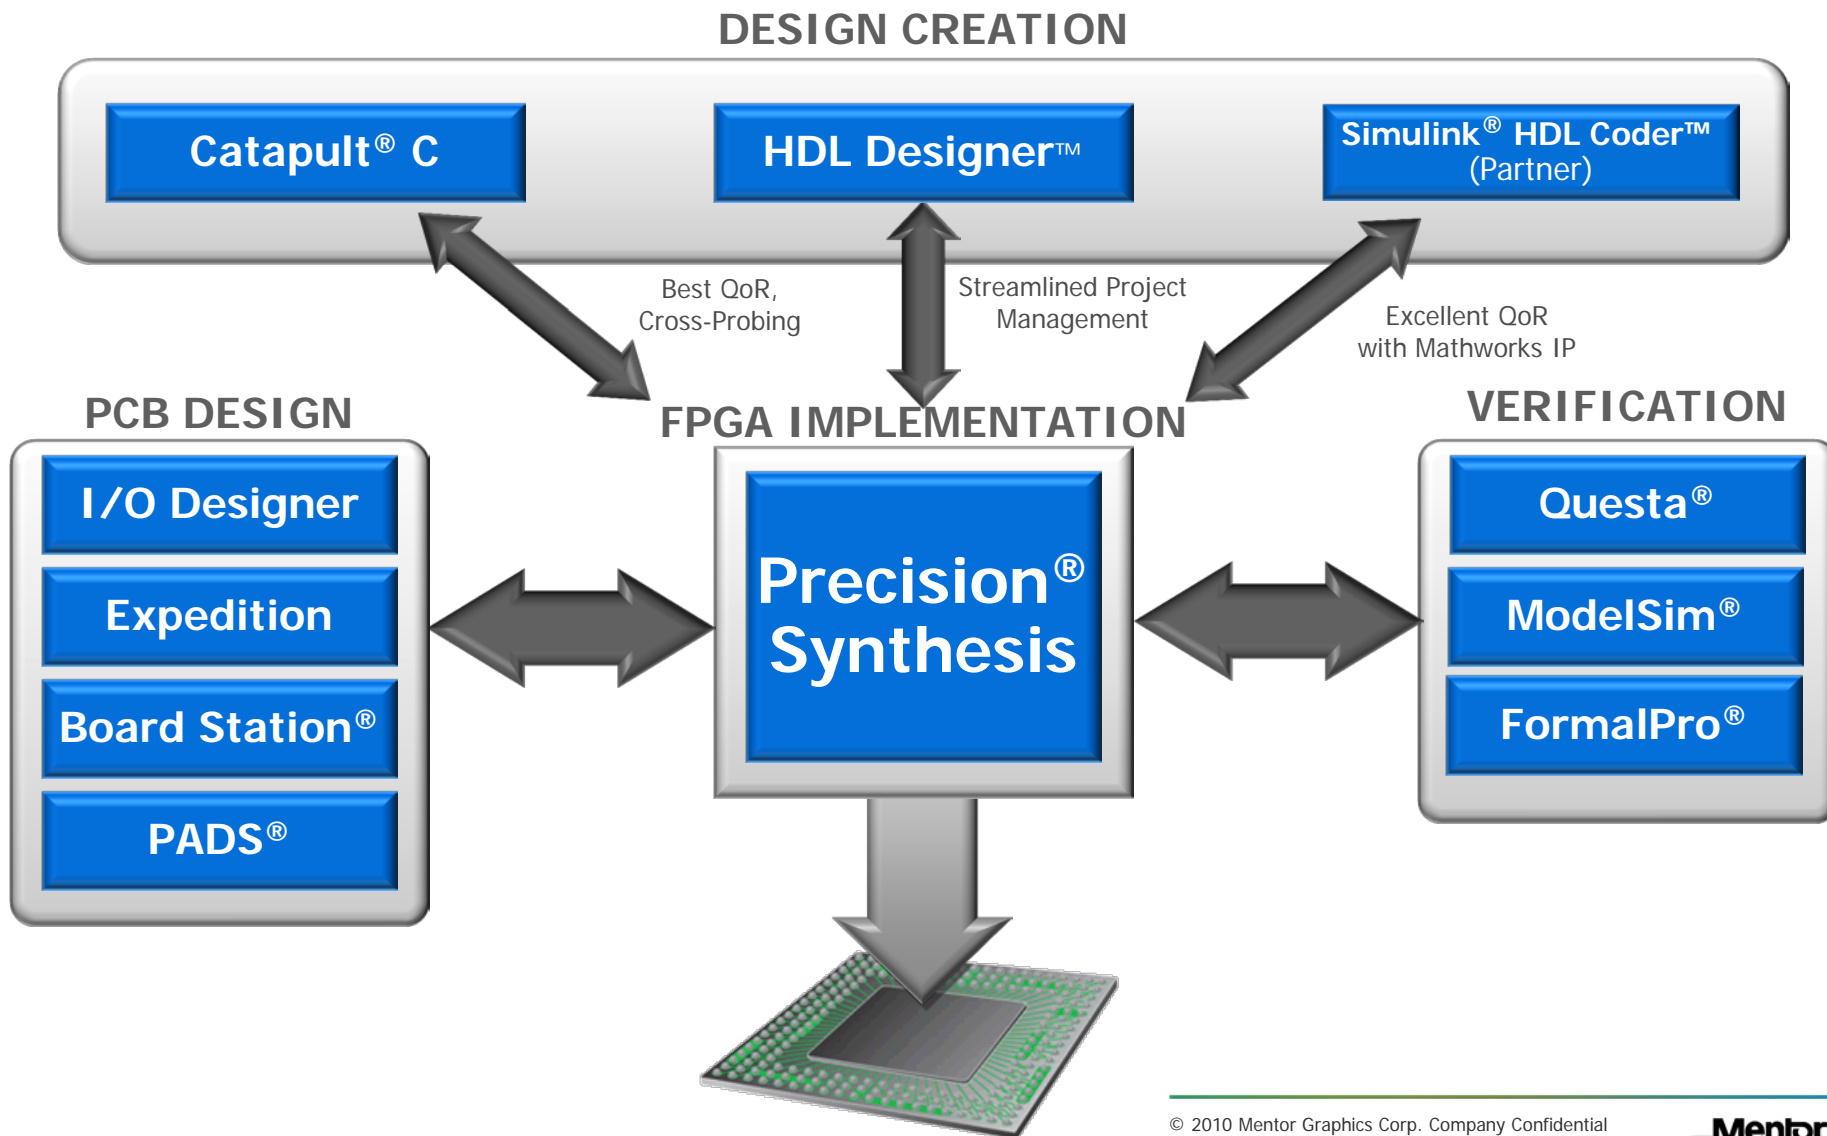 DESIGN CREATION
Catapult® C
HDL Designer™
Simulink® HDL Coder™
(Partner)
Best QoR,
Cross-Probing
Streamlined Project
Management
Excellent QoR
with Mathworks IP
PCB DESIGN
I/O Designer
Expedition
Board Station®
PADS®
FPGA IMPLEMENTATION
Precision®
Synthesis
VERIFICATION
Questa®
ModelSim®
FormalPro®
© 2010 Mentor Graphics Corp. Company Confidential
Mentor